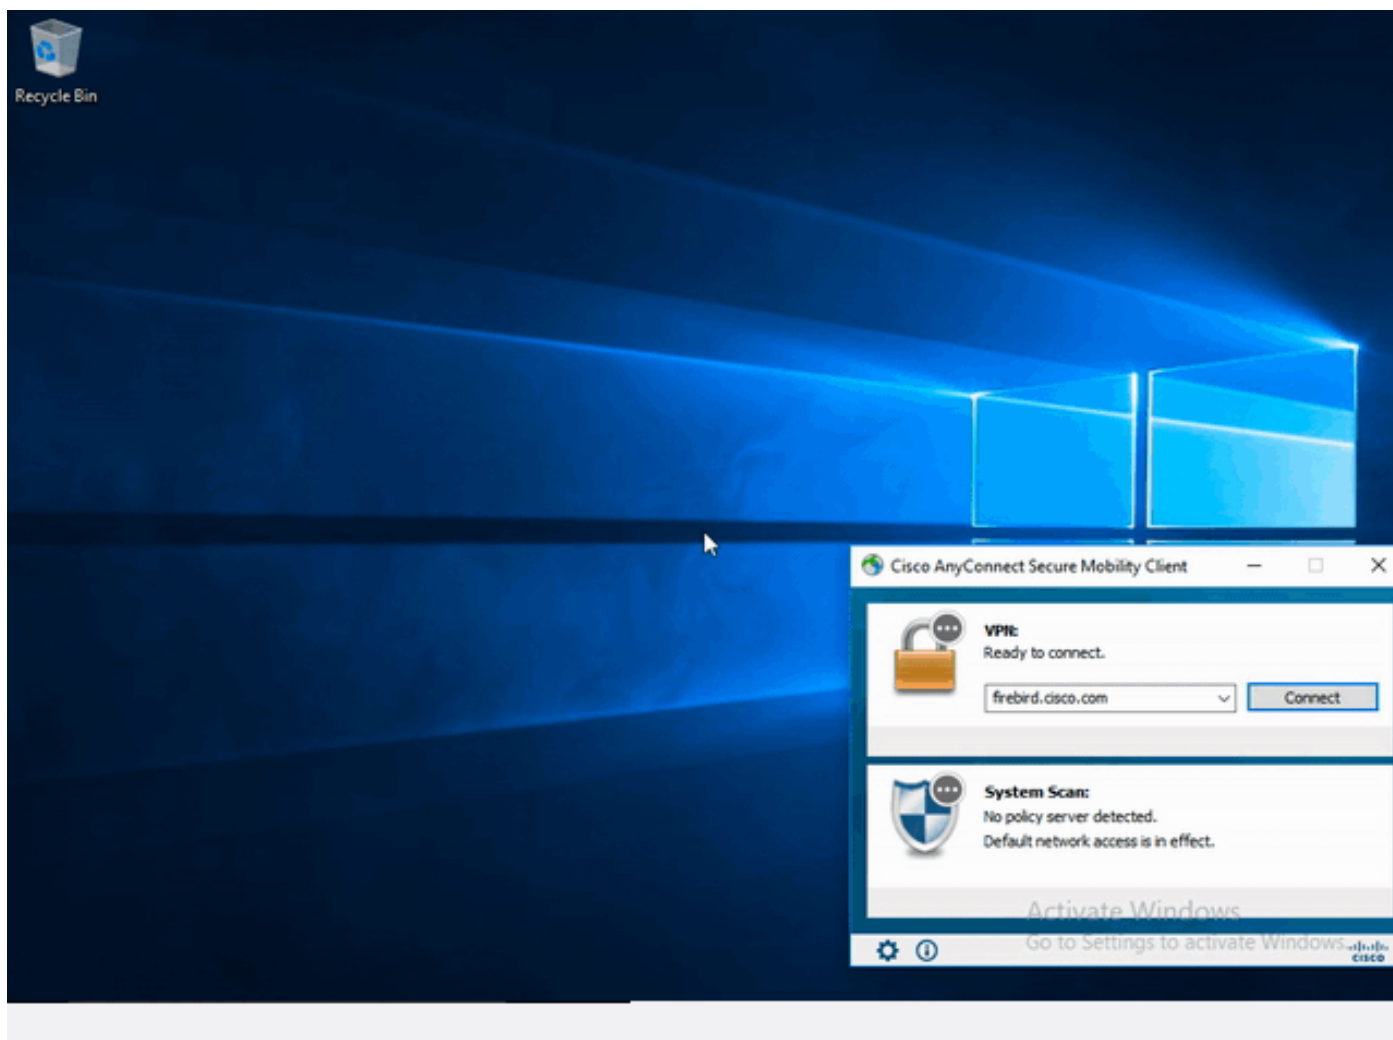 Recycle Bin
Cisco AnyConnect Secure Mobility Client
VPN:
Ready to connect.
firebird.cisco.com
Connect
System Scan:
No policy server detected.
Default network access is in effect.
Activate Windows
Go to Settings to activate Windows.
CISCO